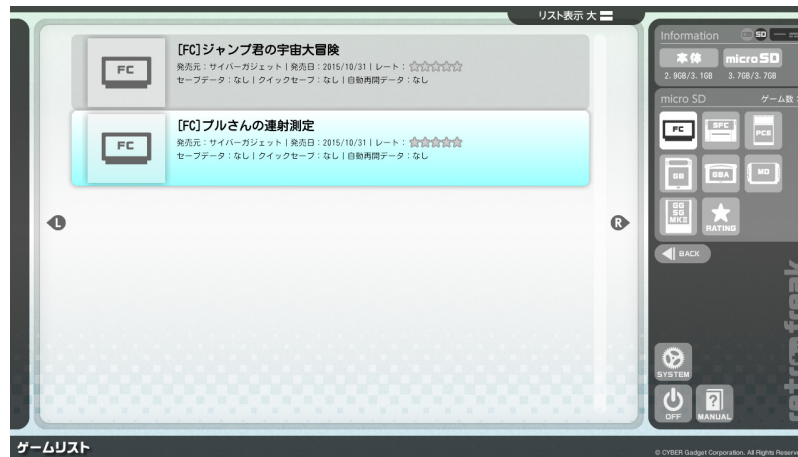 リスト表示 大
[FC]ジャンプ君の宇宙大冒険
発売元：サイバーガジェット | 発売日：2015/10/31 | レート：☆☆☆☆☆
セーブデータ：なし | クイックセーブ：なし | 自動再開データ：なし
FC
[FC]プルさんの連射測定
発売元：サイバーガジェット | 発売日：2015/10/31 | レート：☆☆☆☆☆
セーブデータ：なし | クイックセーブ：なし | 自動再開データ：なし
FC
L
R
Information
SD
本体 microSD
2.9GB/3.1GB 3.7GB/3.7GB
micro SD ゲーム数：
FC SFC PCE
GB GBA MD
GG
SG
MKⅢ
RATING
BACK
retro freak
SYSTEM
OFF MANUAL
ゲームリスト
© CYBER Gadget Corporation. All Rights Reserve